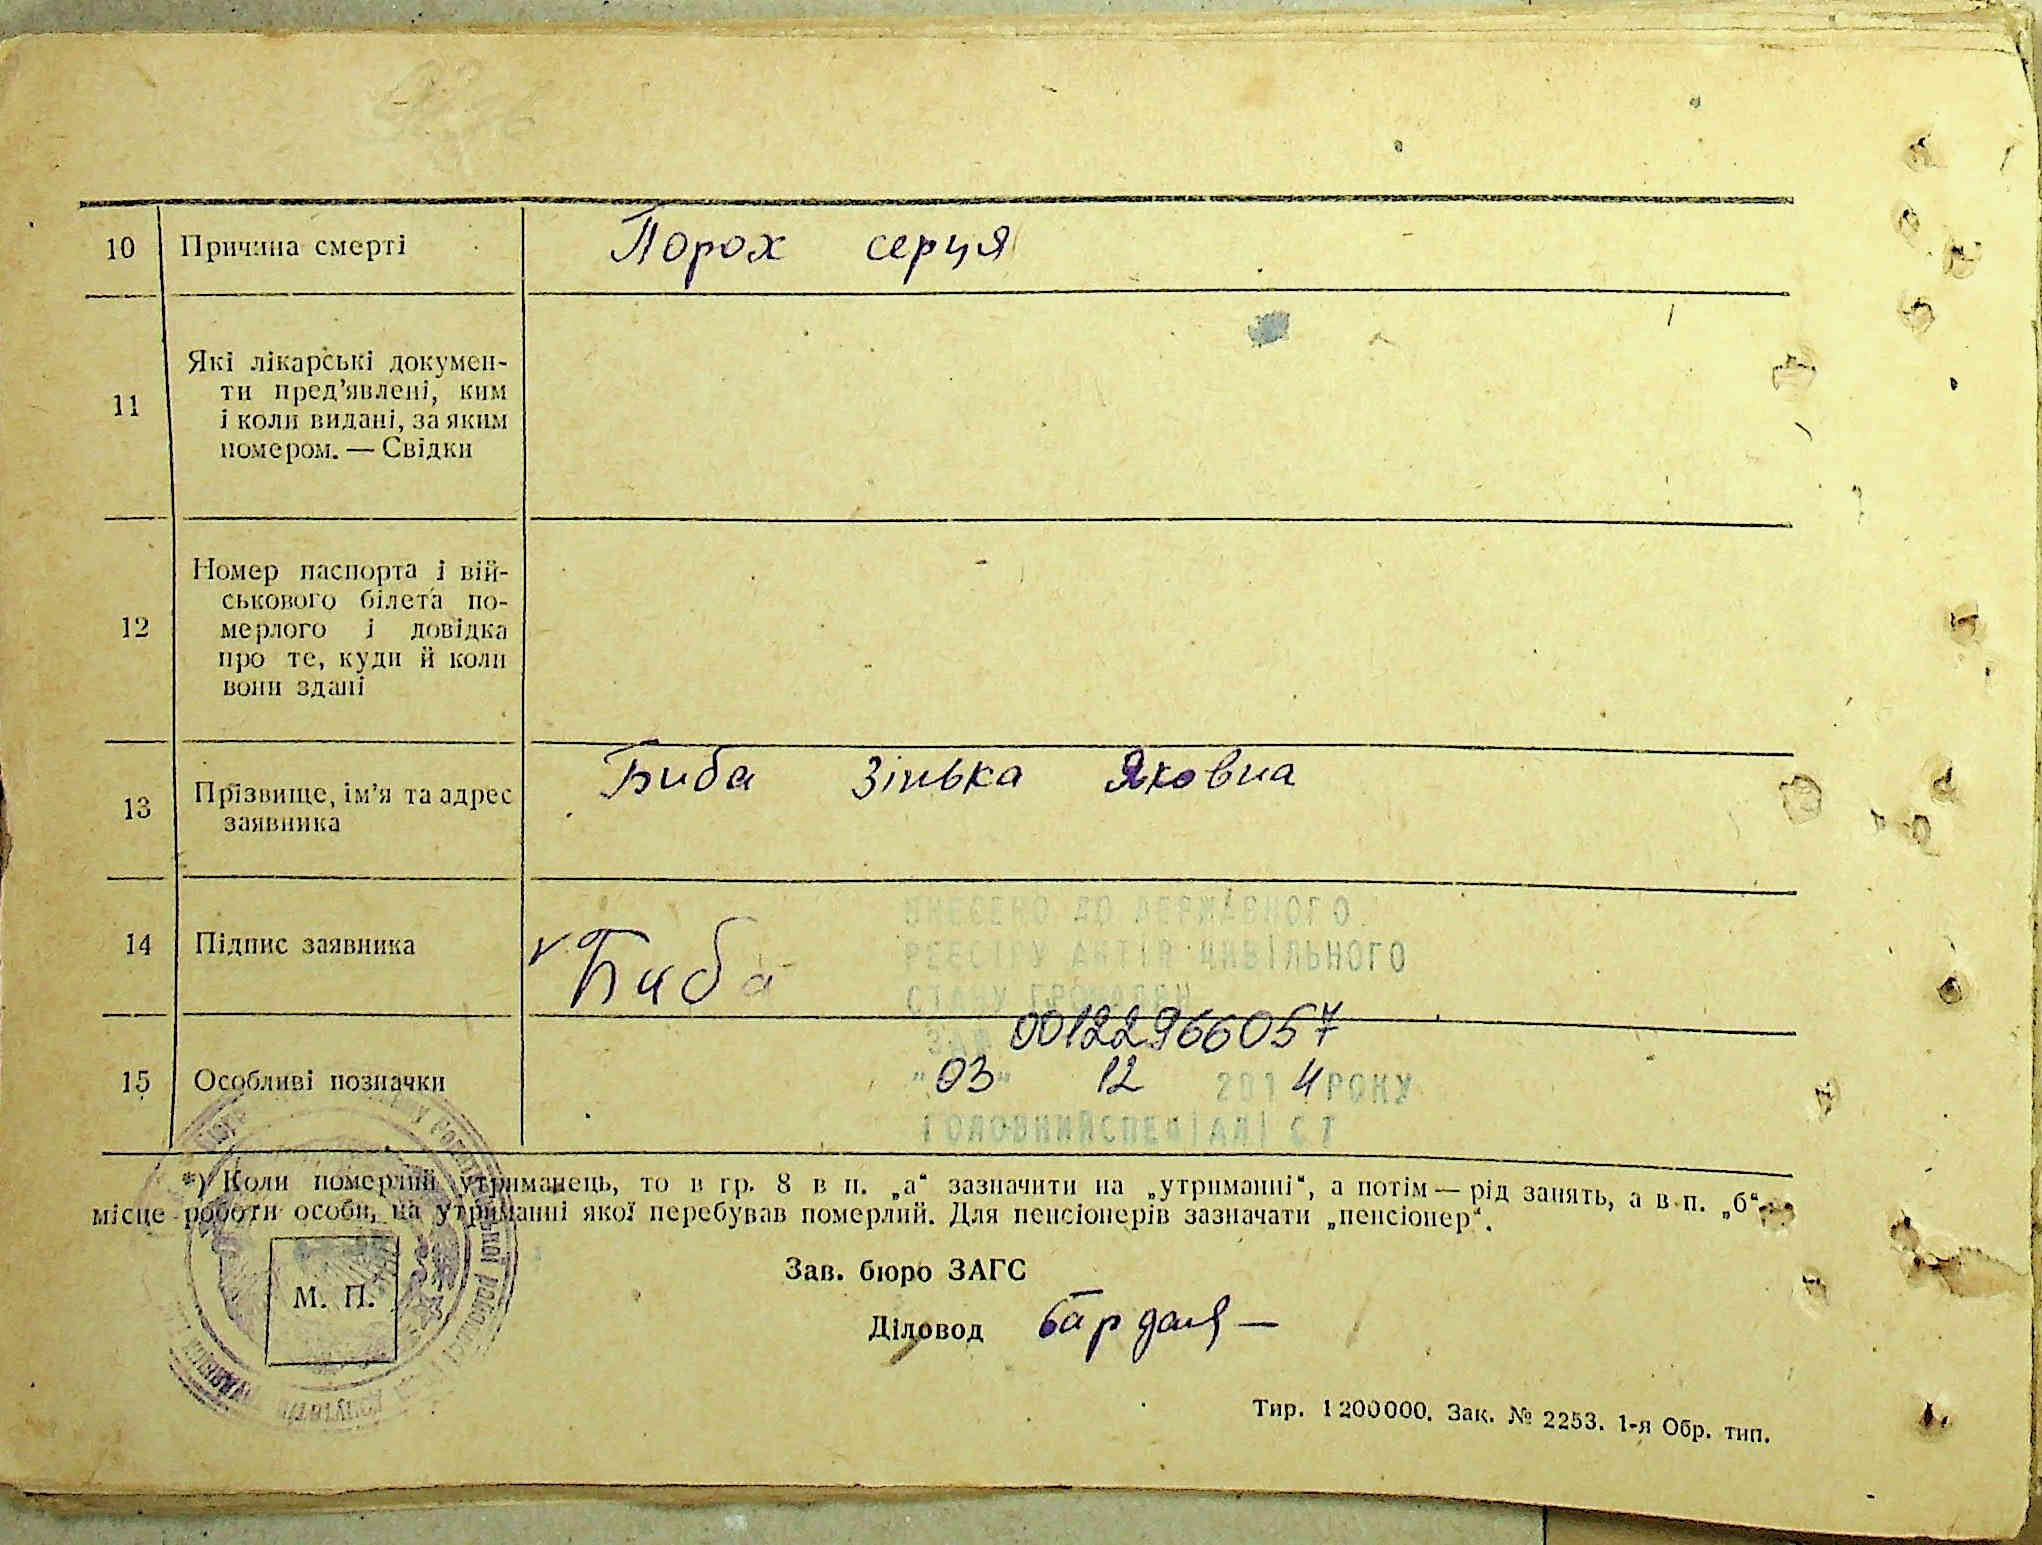 10 Причина смерті Порох серця
11 Які лікарські докумен-
ти пред'явлені, ким
і коли видані, за яким
номером. — Свідки
12 Номер паспорта і вій-
ськового білета по-
мерлого і довідка
про те, куди й коли
вони здані
13 Прізвище, ім'я та адрес
заявника
Биба Зінька Яковна
14 Підпис заявника
Биба
ВНЕСЕНО ДО ДЕРЖАВНОГО
РЕЄСТРУ АКТІВ ЦИВІЛЬНОГО
СТАНУ ГРОМАДЯН
ЗА № 00122966057
15 Особливі позначки
"03" 12 2014 РОКУ
ГОЛОВНИЙ СПЕЦІАЛІСТ
*) Коли померлий утриманець, то в гр. 8 в п. „а“ зазначити на „утриманні“, а потім — рід занять, а в п. „б“ —
місце роботи особи, на утриманні якої перебував померлий. Для пенсіонерів зазначати „пенсіонер“.
Зав. бюро ЗАГС
М. П.
Діловод
Тир. 1 200 000. Зак. № 2253. 1-я Обр. тип.